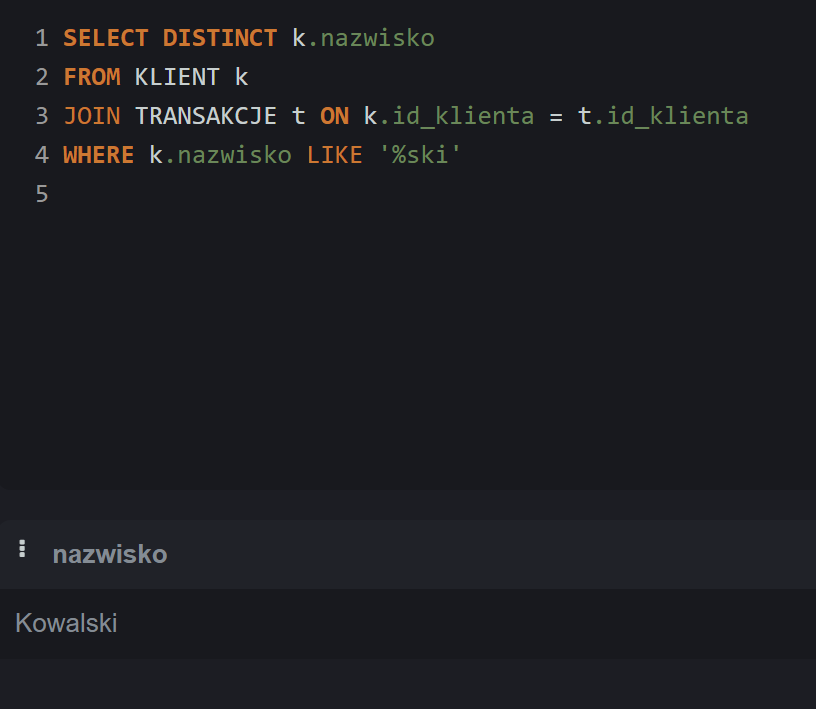 1 SELECT DISTINCT k.nazwisko
2 FROM KLIENT k
3 JOIN TRANSAKCJE t ON k.id_klienta = t.id_klienta
4 WHERE k.nazwisko LIKE '%ski'
5
nazwisko
Kowalski